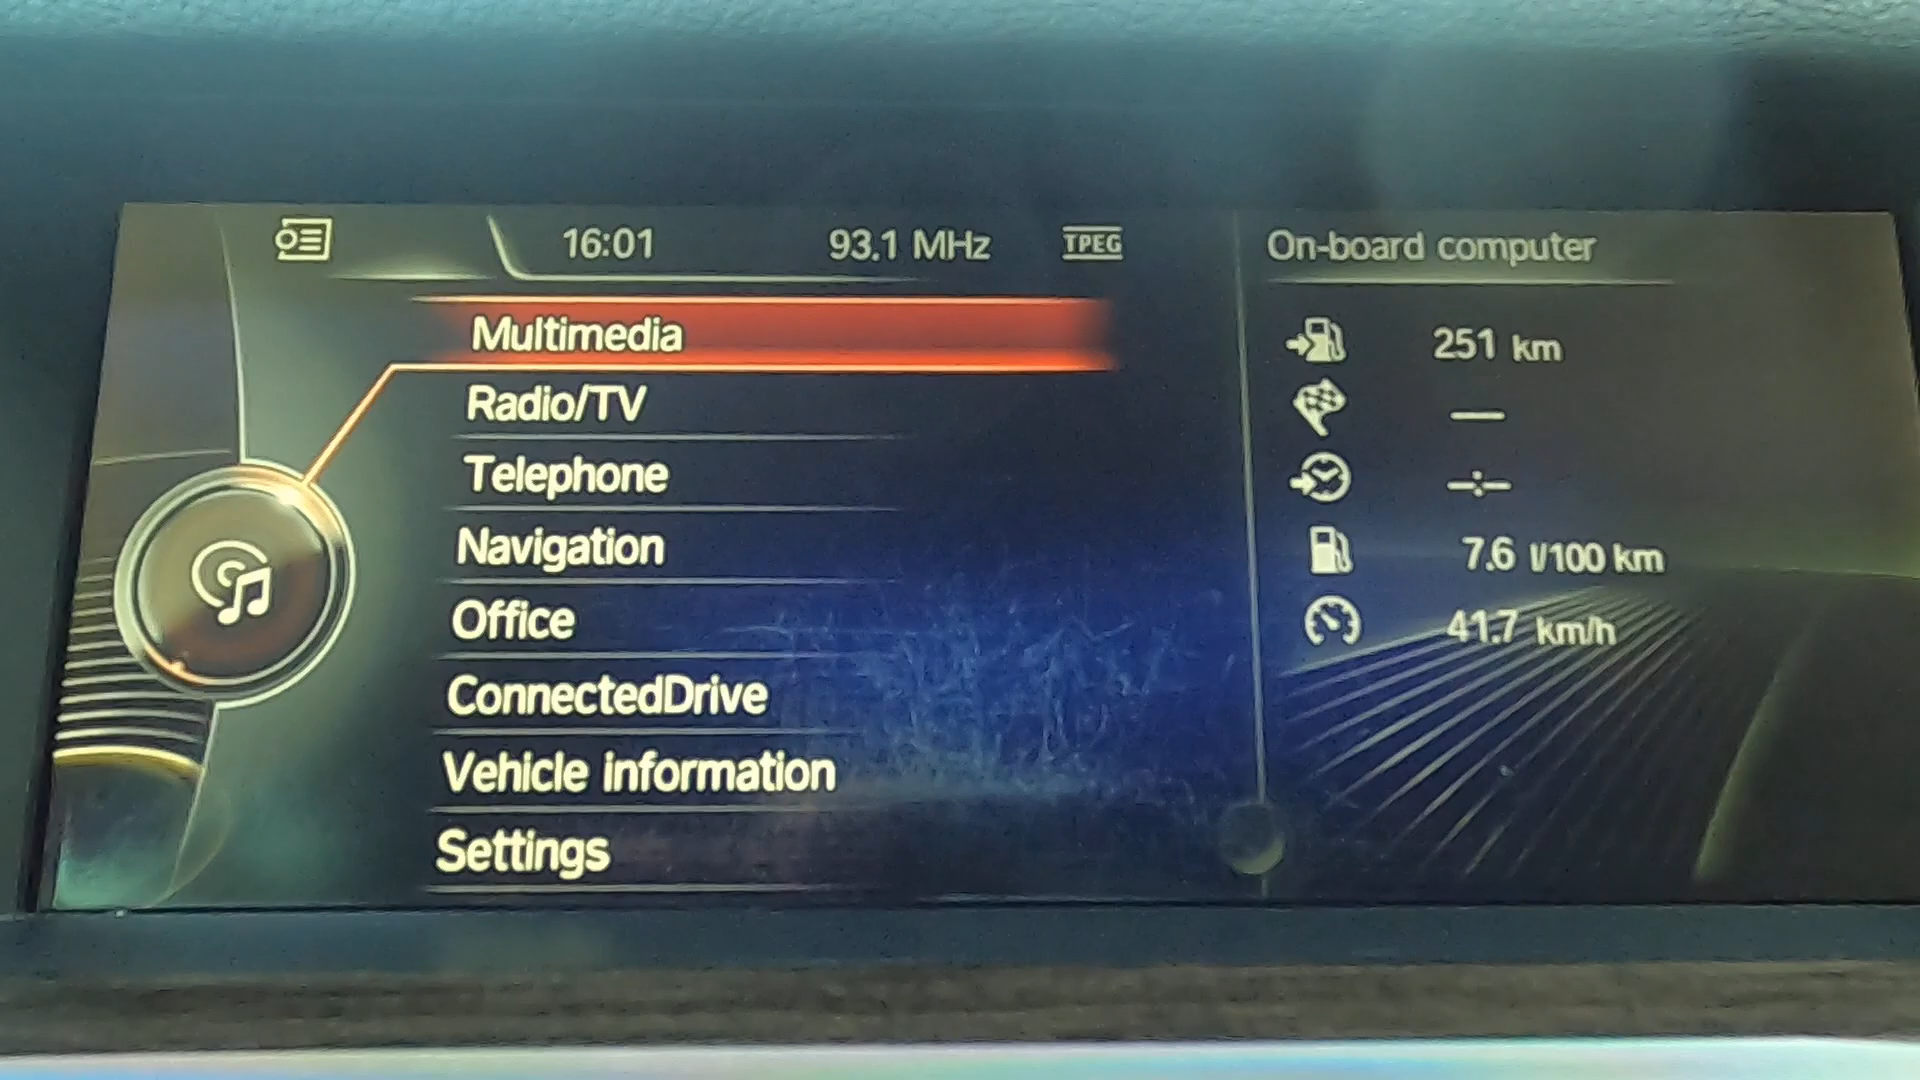 16:01 93.1 MHz TPEG
Multimedia
Radio/TV
Telephone
Navigation
Office
ConnectedDrive
Vehicle information
Settings
On-board computer
251 km
—
–:–
7.6 l/100 km
41.7 km/h